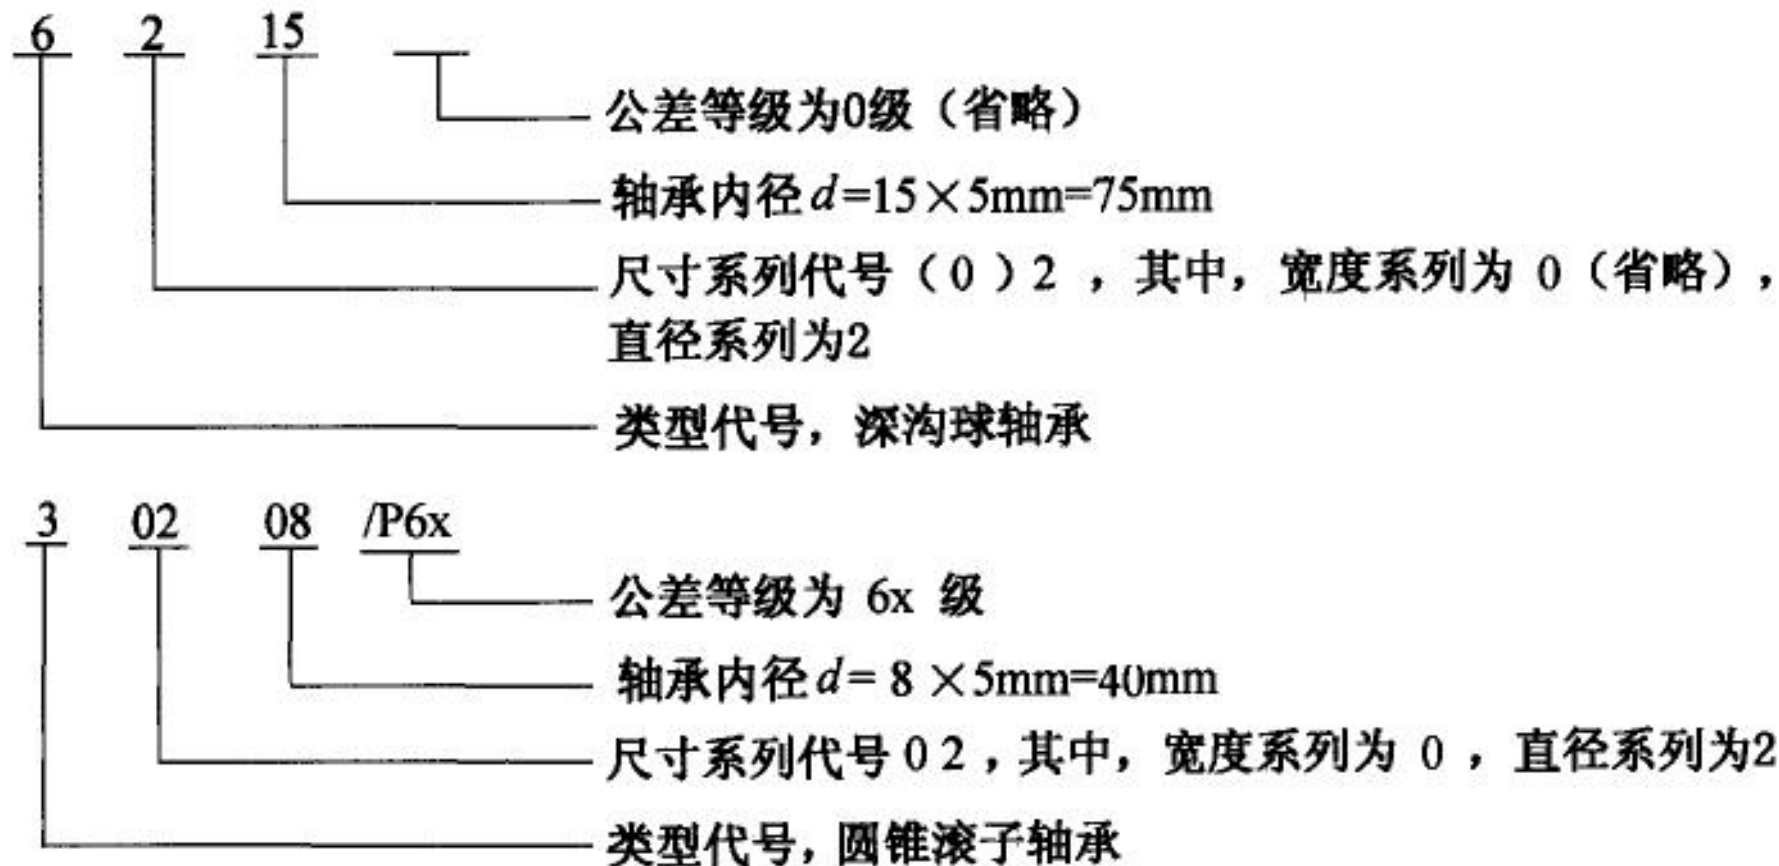 6 2 15
公差等级为0级（省略）
轴承内径d=15×5mm=75mm
尺寸系列代号（0）2，其中，宽度系列为 0（省略），
直径系列为2
类型代号，深沟球轴承
3 02 08 /P6x
公差等级为 6x 级
轴承内径d= 8 ×5mm=40mm
尺寸系列代号 0 2，其中，宽度系列为 0，直径系列为2
类型代号，圆锥滚子轴承